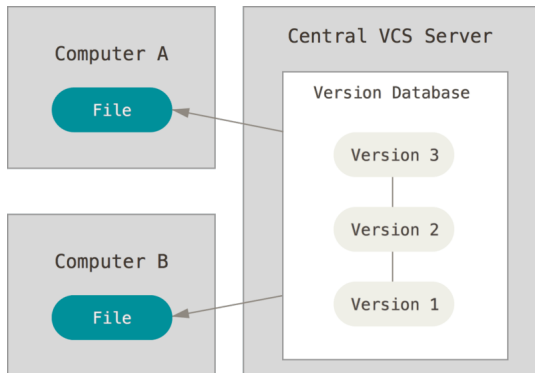 Computer A
File
Computer B
File
Central VCS Server
Version Database
Version 3
Version 2
Version 1